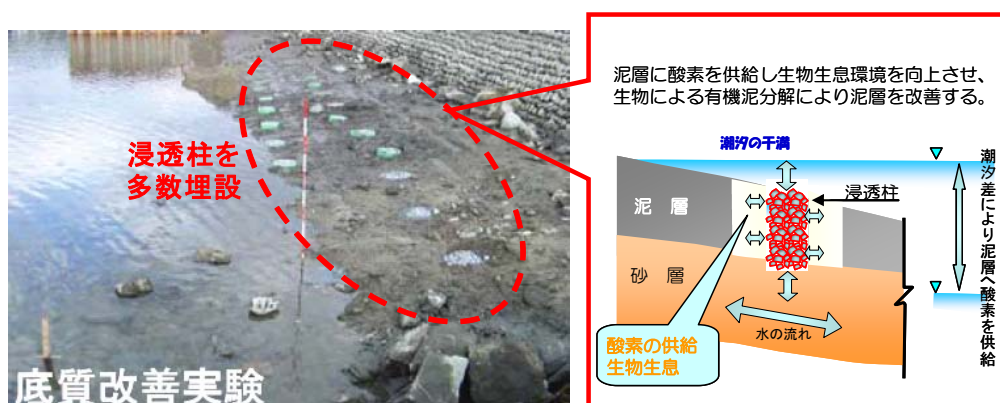 浸透柱を
多数埋設
底質改善実験
泥層に酸素を供給し生物生息環境を向上させ、
生物による有機泥分解により泥層を改善する。
潮汐の干満
浸透柱
泥 層
砂 層
水の流れ
酸素の供給
生物生息
潮汐差により泥層へ酸素を供給